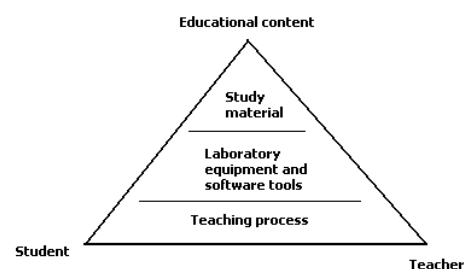 Educational content
Study
material
Laboratory
equipment and
software tools
Teaching process
Student
Teacher